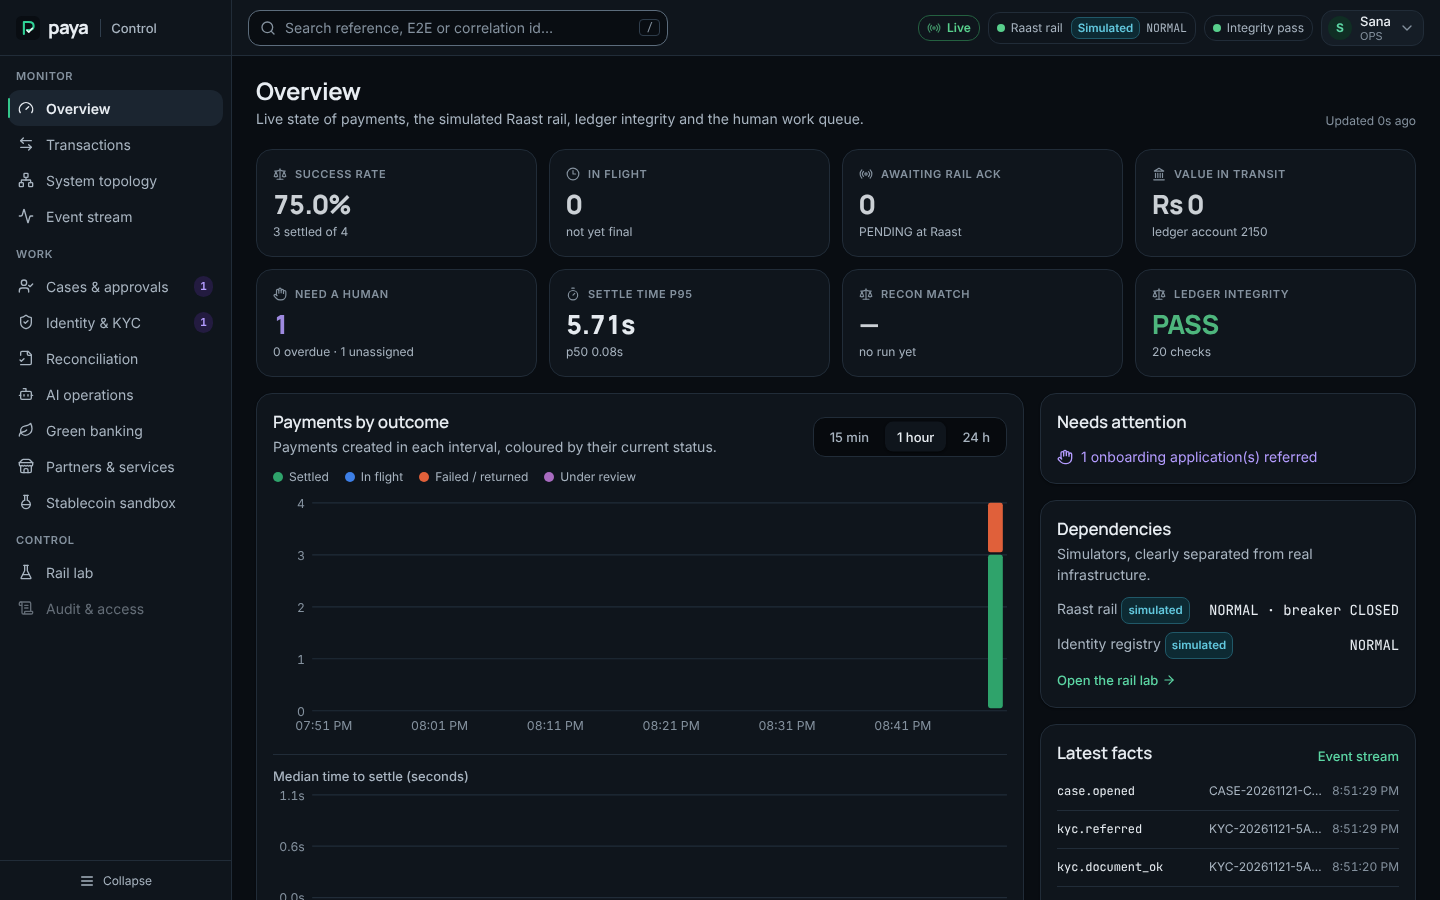 paya
Control
Search reference, E2E or correlation id...
/
Live
Raast rail Simulated NORMAL
Integrity pass
S
Sana
OPS
MONITOR
Overview
Transactions
System topology
Event stream
WORK
Cases & approvals 1
Identity & KYC 1
Reconciliation
AI operations
Green banking
Partners & services
Stablecoin sandbox
CONTROL
Rail lab
Audit & access
Collapse
Overview
Live state of payments, the simulated Raast rail, ledger integrity and the human work queue.
Updated 0s ago
SUCCESS RATE
75.0%
3 settled of 4
IN FLIGHT
0
not yet final
AWAITING RAIL ACK
0
PENDING at Raast
VALUE IN TRANSIT
Rs 0
ledger account 2150
NEED A HUMAN
1
0 overdue · 1 unassigned
SETTLE TIME P95
5.71s
p50 0.08s
RECON MATCH
—
no run yet
LEDGER INTEGRITY
PASS
20 checks
Payments by outcome
Payments created in each interval, coloured by their current status.
15 min 1 hour 24 h
Settled In flight Failed / returned Under review
4
3
2
1
0
07:51 PM 08:01 PM 08:11 PM 08:21 PM 08:31 PM 08:41 PM
Median time to settle (seconds)
1.1s
0.6s
0.0s
Needs attention
1 onboarding application(s) referred
Dependencies
Simulators, clearly separated from real
infrastructure.
Raast rail simulated NORMAL · breaker CLOSED
Identity registry simulated NORMAL
Open the rail lab →
Latest facts
Event stream
case.opened CASE-20261121-C... 8:51:29 PM
kyc.referred KYC-20261121-5A... 8:51:29 PM
kyc.document_ok KYC-20261121-5A... 8:51:20 PM